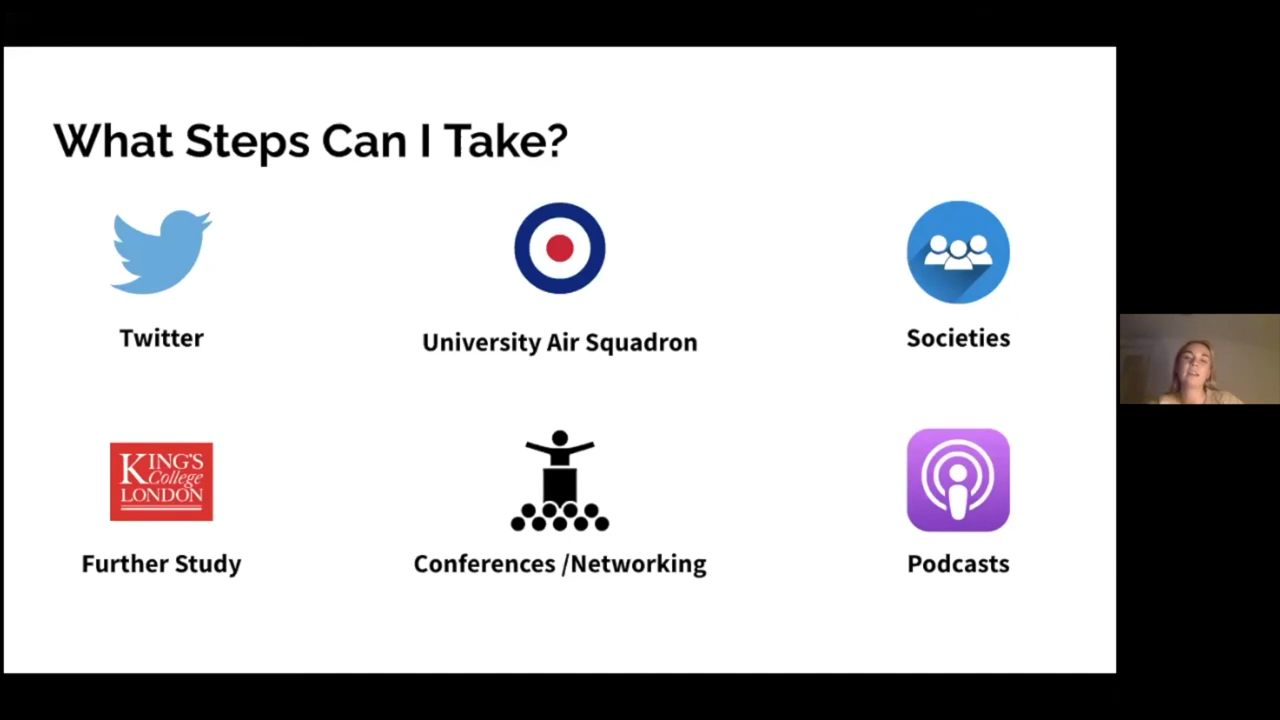 What Steps Can I Take?
Twitter
University Air Squadron
Societies
KING'S
College
LONDON
Further Study
Conferences /Networking
Podcasts